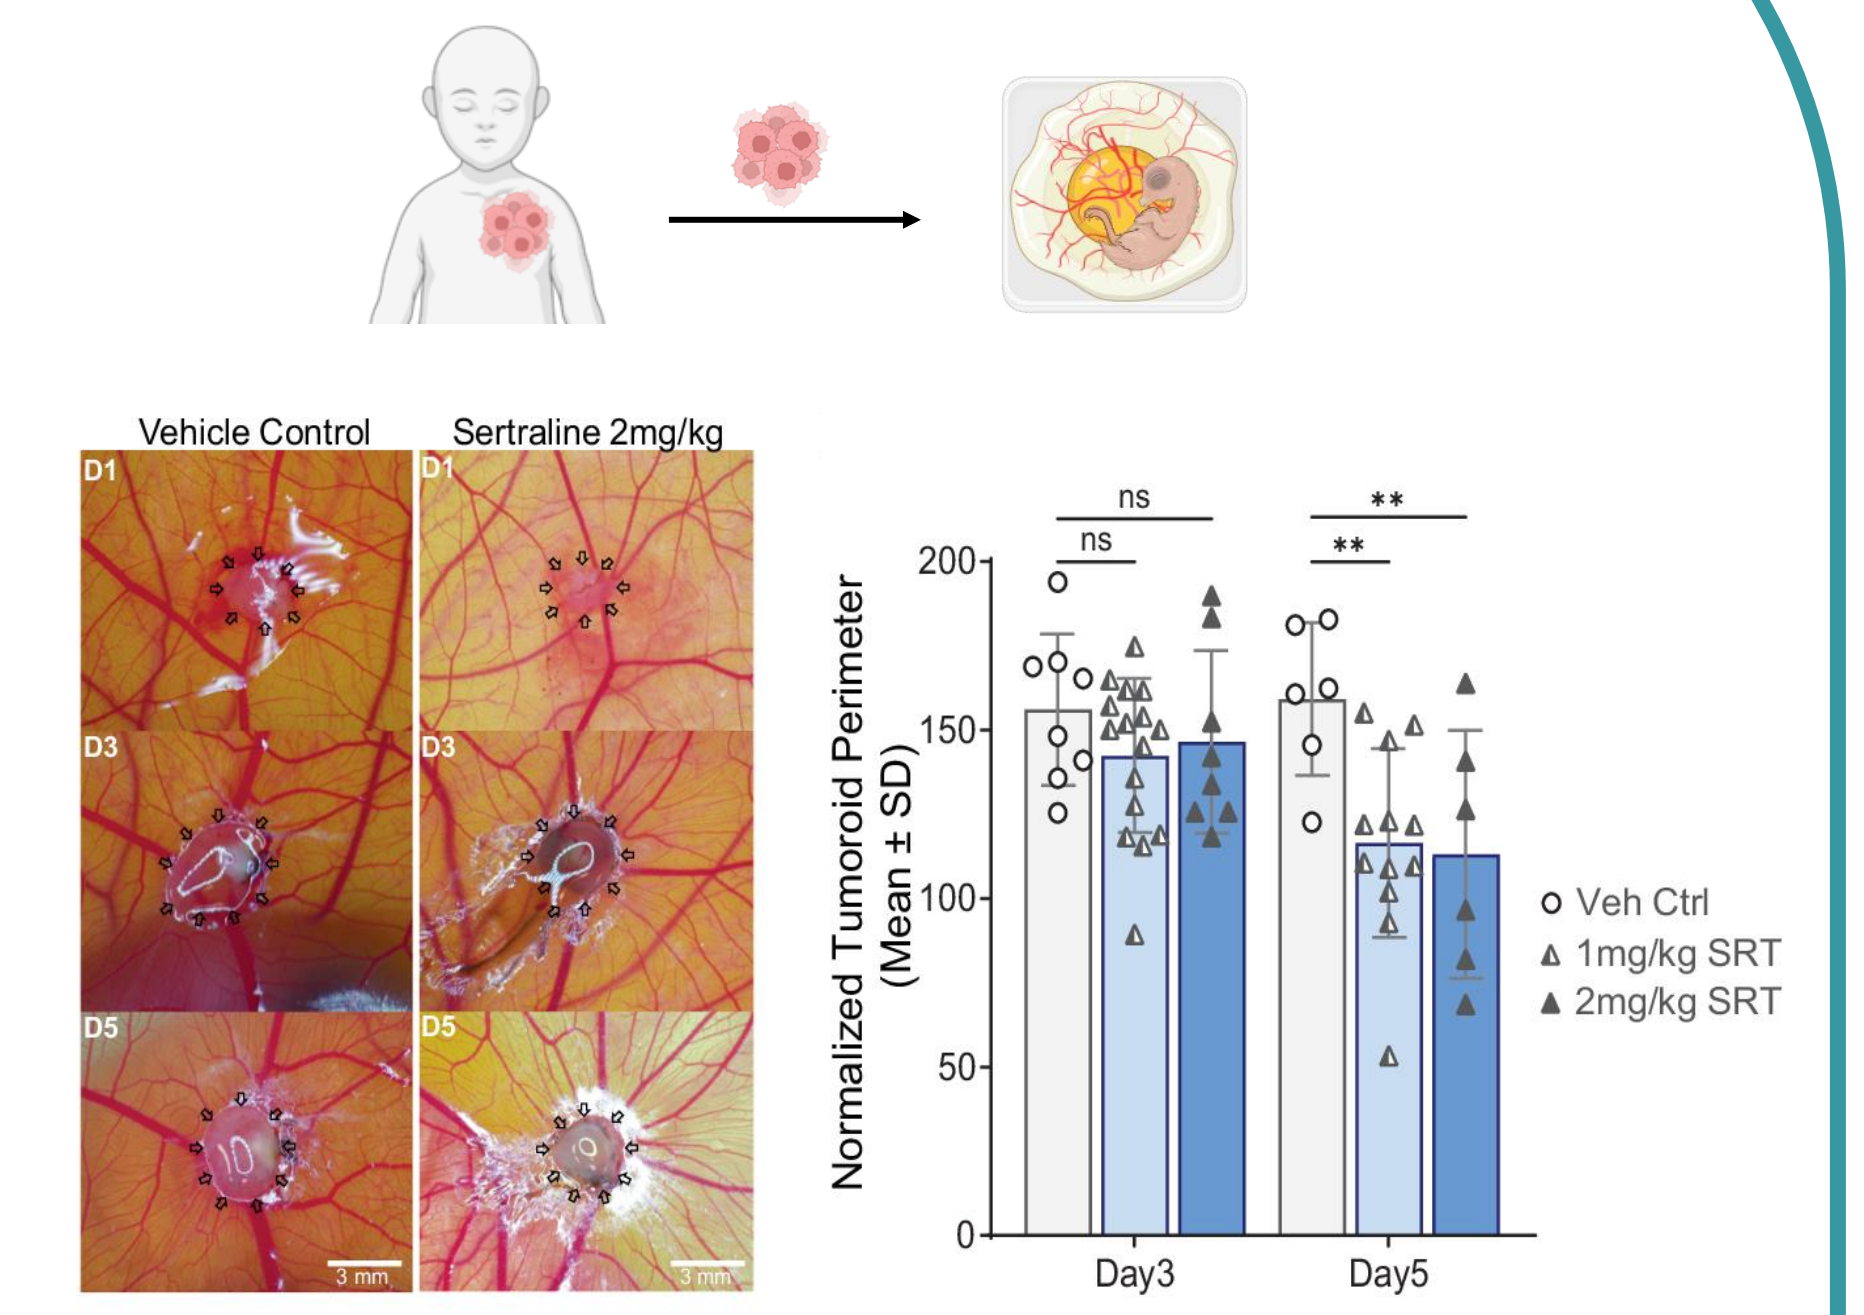 Vehicle Control
Sertraline 2mg/kg
D1
D1
D3
D3
D5
D5
3 mm
3 mm
Normalized Tumoroid Perimeter
(Mean ± SD)
ns
ns
**
**
200
150
100
50
0
Day3
Day5
Veh Ctrl
1mg/kg SRT
2mg/kg SRT